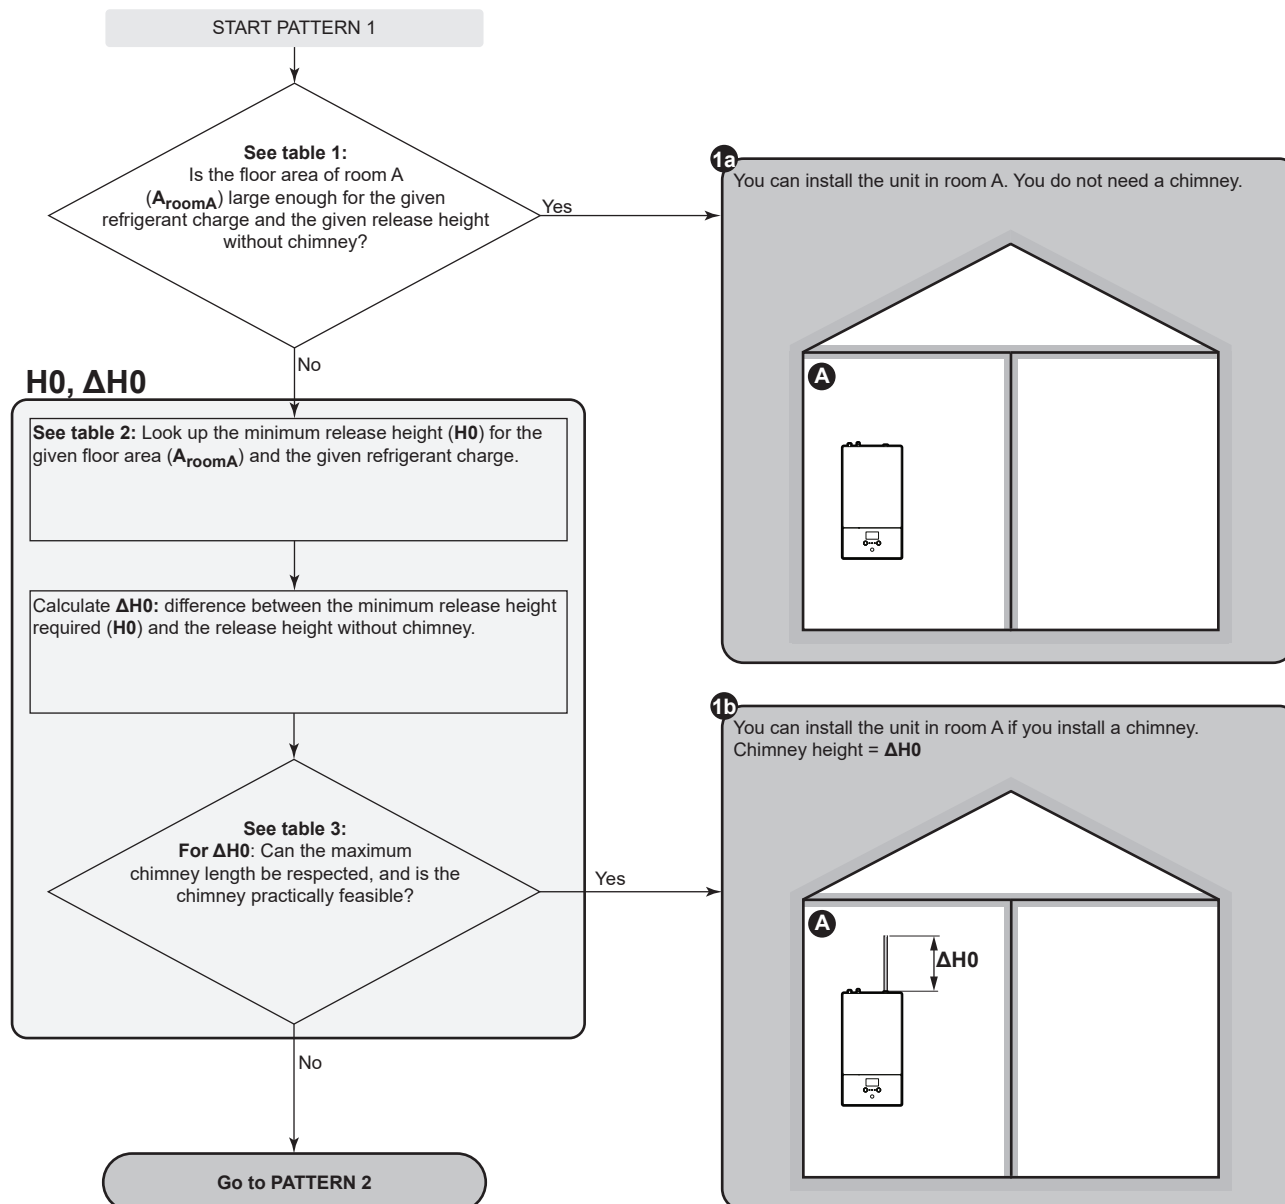 START PATTERN 1
See table 1:
Is the floor area of room A
(AroomA) large enough for the given
refrigerant charge and the given release height
without chimney?
Yes
1a
You can install the unit in room A. You do not need a chimney.
A
No
H0, ΔH0
See table 2: Look up the minimum release height (H0) for the
given floor area (AroomA) and the given refrigerant charge.
Calculate ΔH0: difference between the minimum release height
required (H0) and the release height without chimney.
See table 3:
For ΔH0: Can the maximum
chimney length be respected, and is the
chimney practically feasible?
Yes
1b
You can install the unit in room A if you install a chimney.
Chimney height = ΔH0
A
ΔH0
No
Go to PATTERN 2